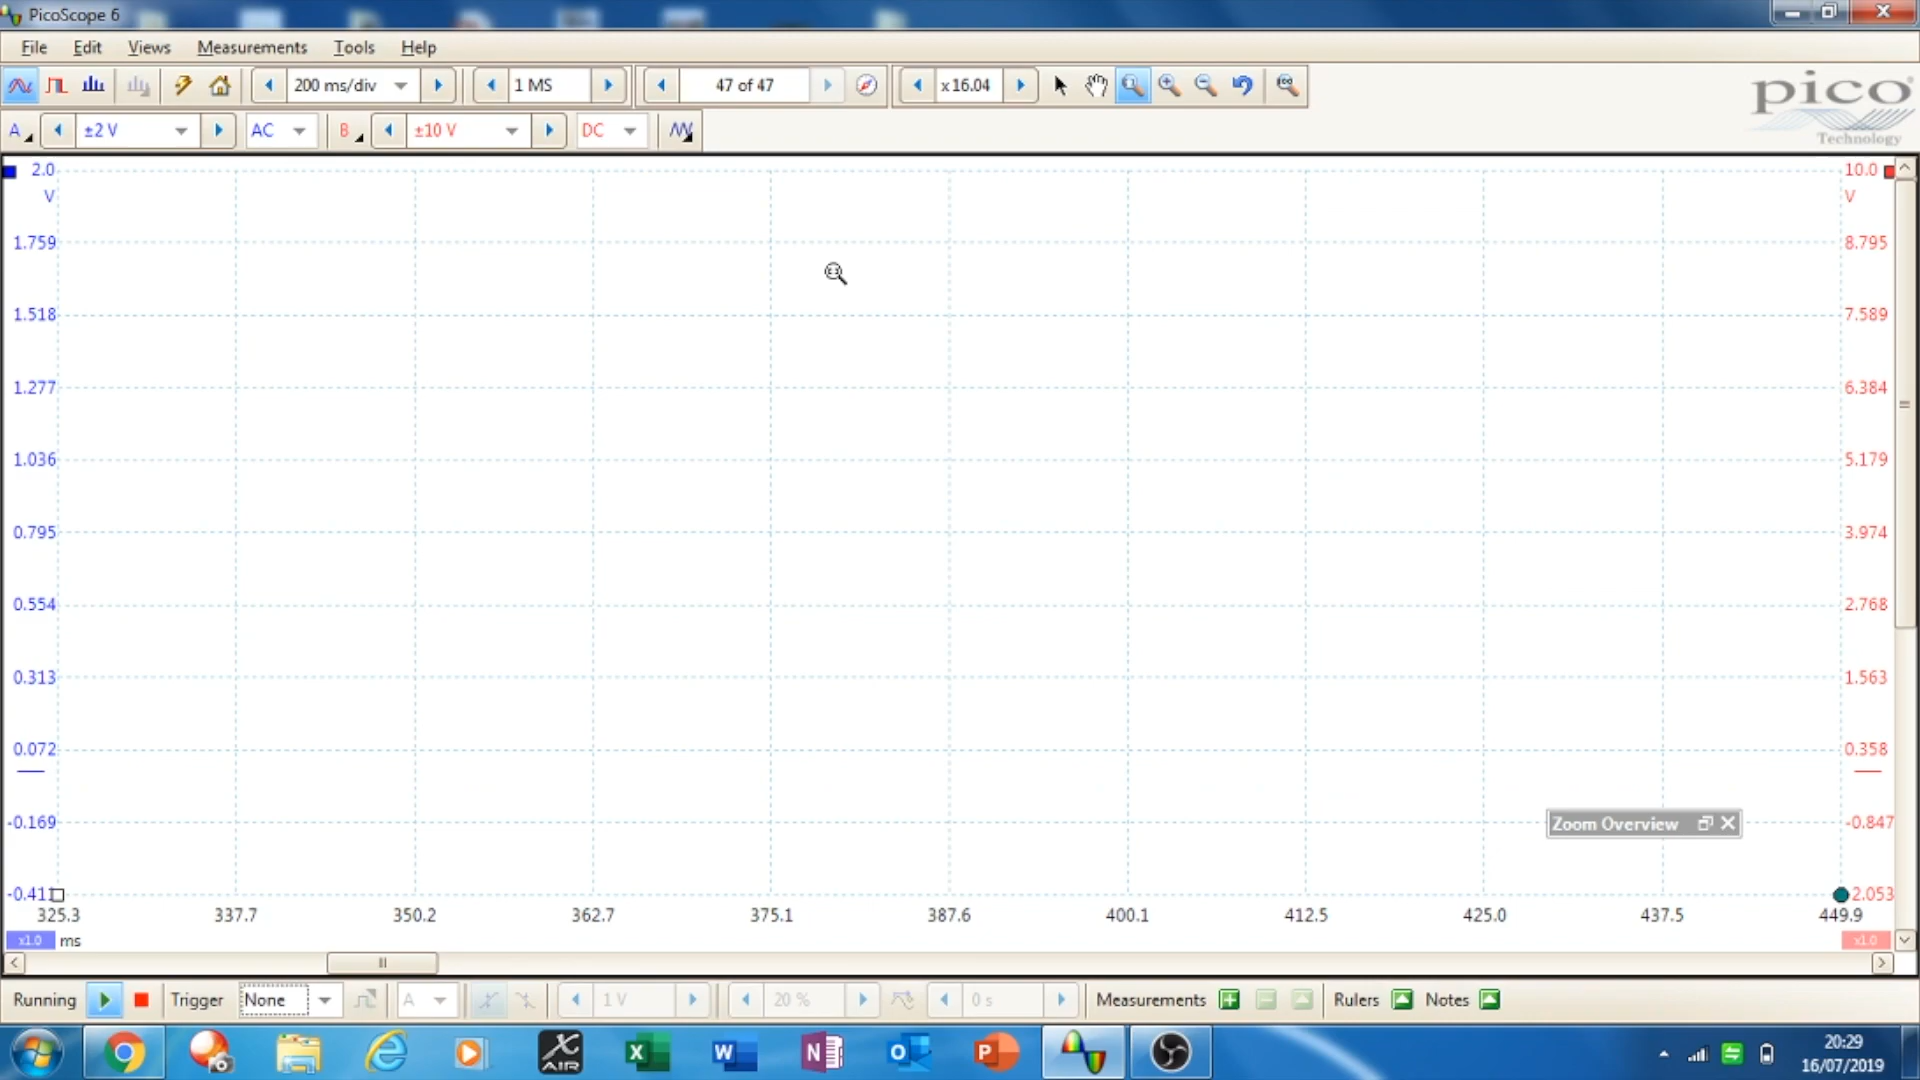 PicoScope 6
File Edit Views Measurements Tools Help
200 ms/div 1 MS 47 of 47 x16.04
A ±2 V AC B ±10 V DC
pico
Technology
2.0 10.0
V V
1.759 8.795
1.518 7.589
1.277 6.384
1.036 5.179
0.795 3.974
0.554 2.768
0.313 1.563
0.072 0.358
-0.169 -0.847
Zoom Overview
-0.411 2.053
325.3 337.7 350.2 362.7 375.1 387.6 400.1 412.5 425.0 437.5 449.9
x1.0 ms x1.0
Running Trigger None A 1 V 20 % 0 s Measurements Rulers Notes
20:29
16/07/2019
X
AIR
X W N O P